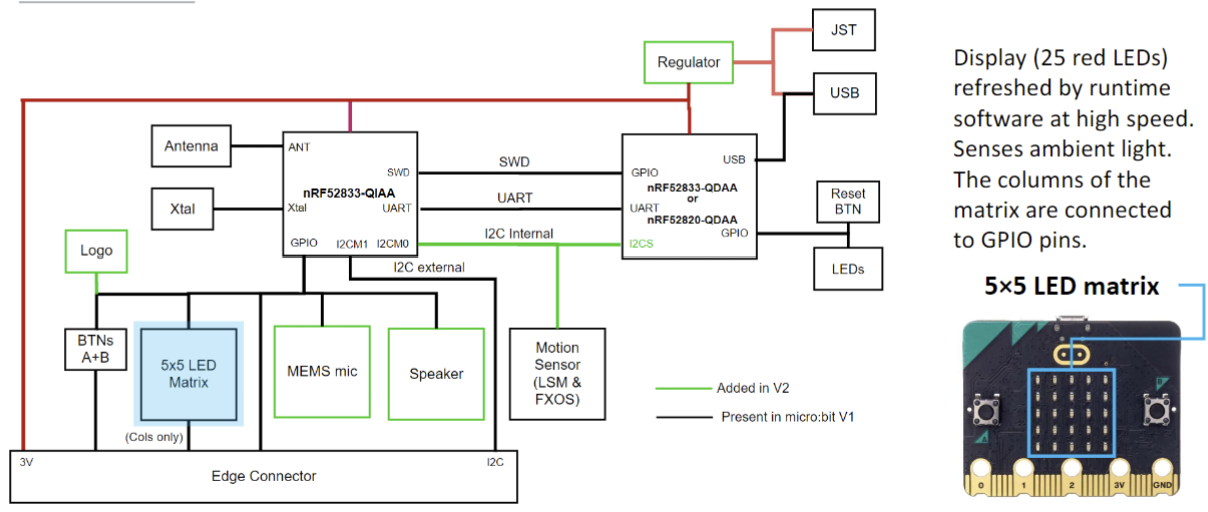 JST
Regulator
USB
Antenna
ANT
SWD
nRF52833-QIAA
Xtal
Xtal
UART
GPIO
I2CM1
I2CM0
SWD
UART
I2C Internal
I2C external
USB
GPIO
nRF52833-QDAA
or
UART
nRF52820-QDAA
GPIO
I2CS
Reset
BTN
LEDs
Logo
BTNs
A+B
5x5 LED
Matrix
MEMS mic
Speaker
Motion
Sensor
(LSM &
FXOS)
Added in V2
Present in micro:bit V1
(Cols only)
3V
I2C
Edge Connector
Display (25 red LEDs)
refreshed by runtime
software at high speed.
Senses ambient light.
The columns of the
matrix are connected
to GPIO pins.
5×5 LED matrix
B
A
0
1
2
3V
GND